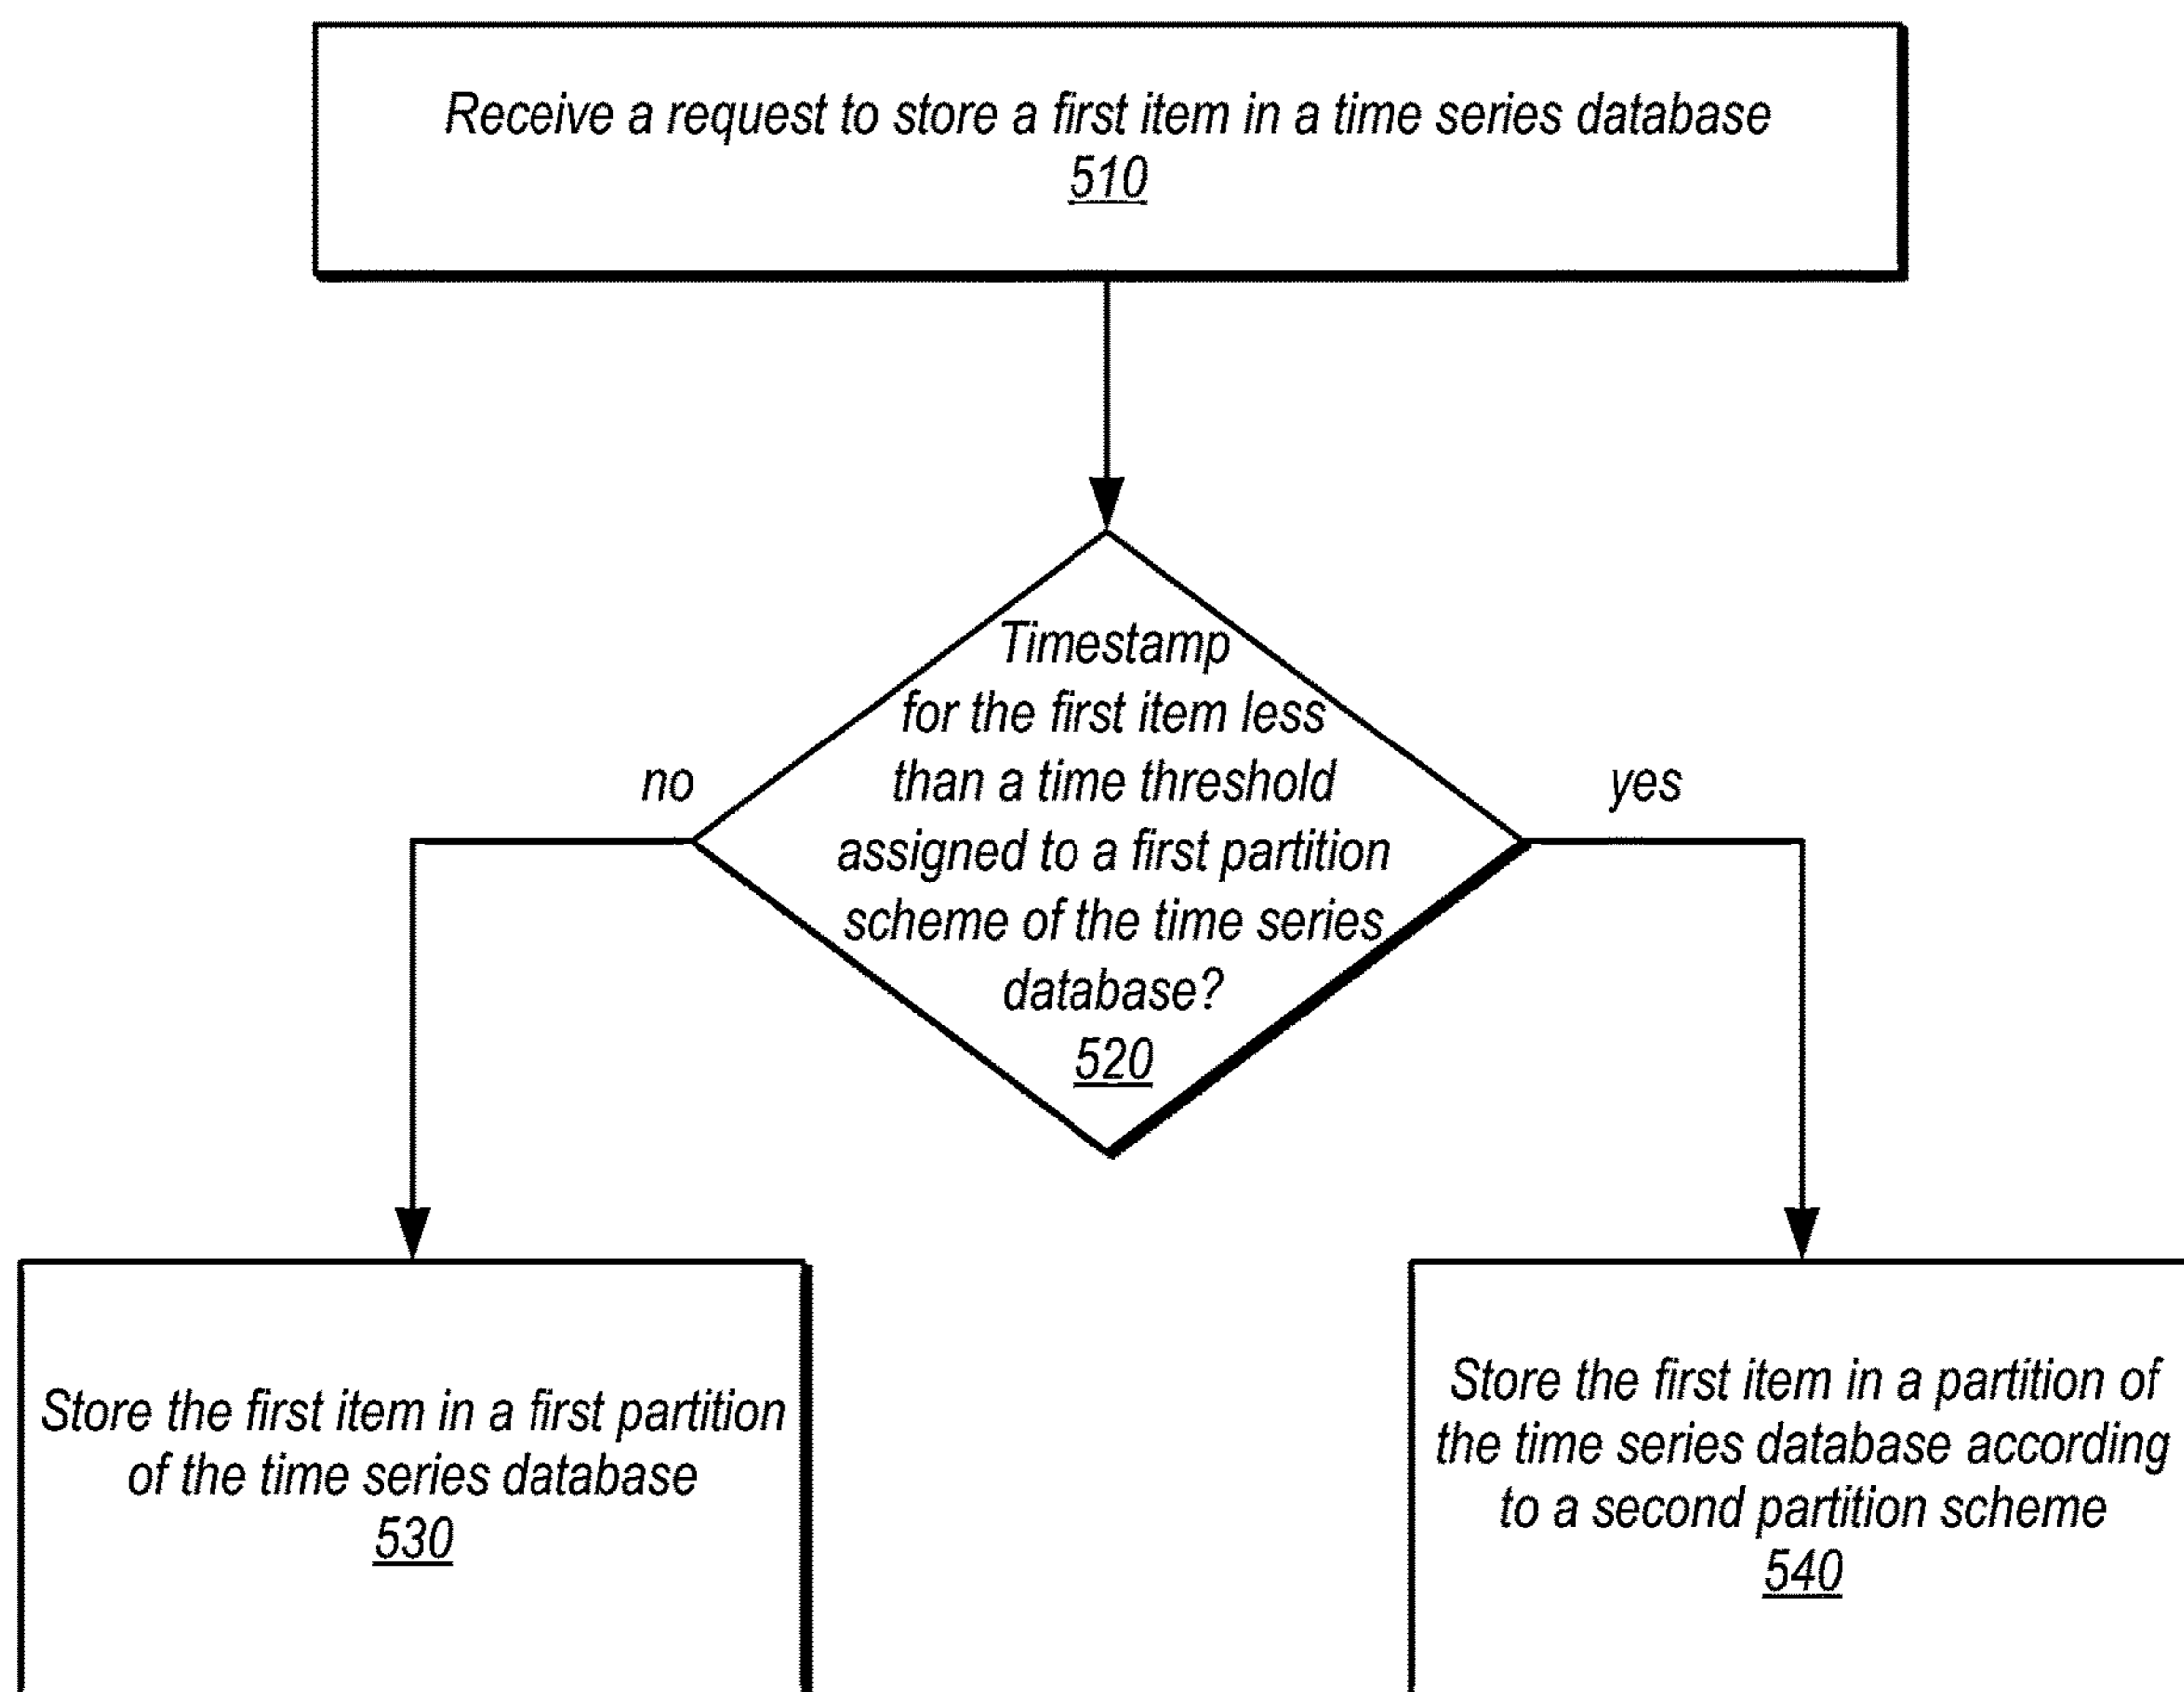 Receive a request to store a first item in a time series database
510
Timestamp
for the first item less
than a time threshold
assigned to a first partition
scheme of the time series
database?
520
no
yes
Store the first item in a first partition
of the time series database
530
Store the first item in a partition of
the time series database according
to a second partition scheme
540